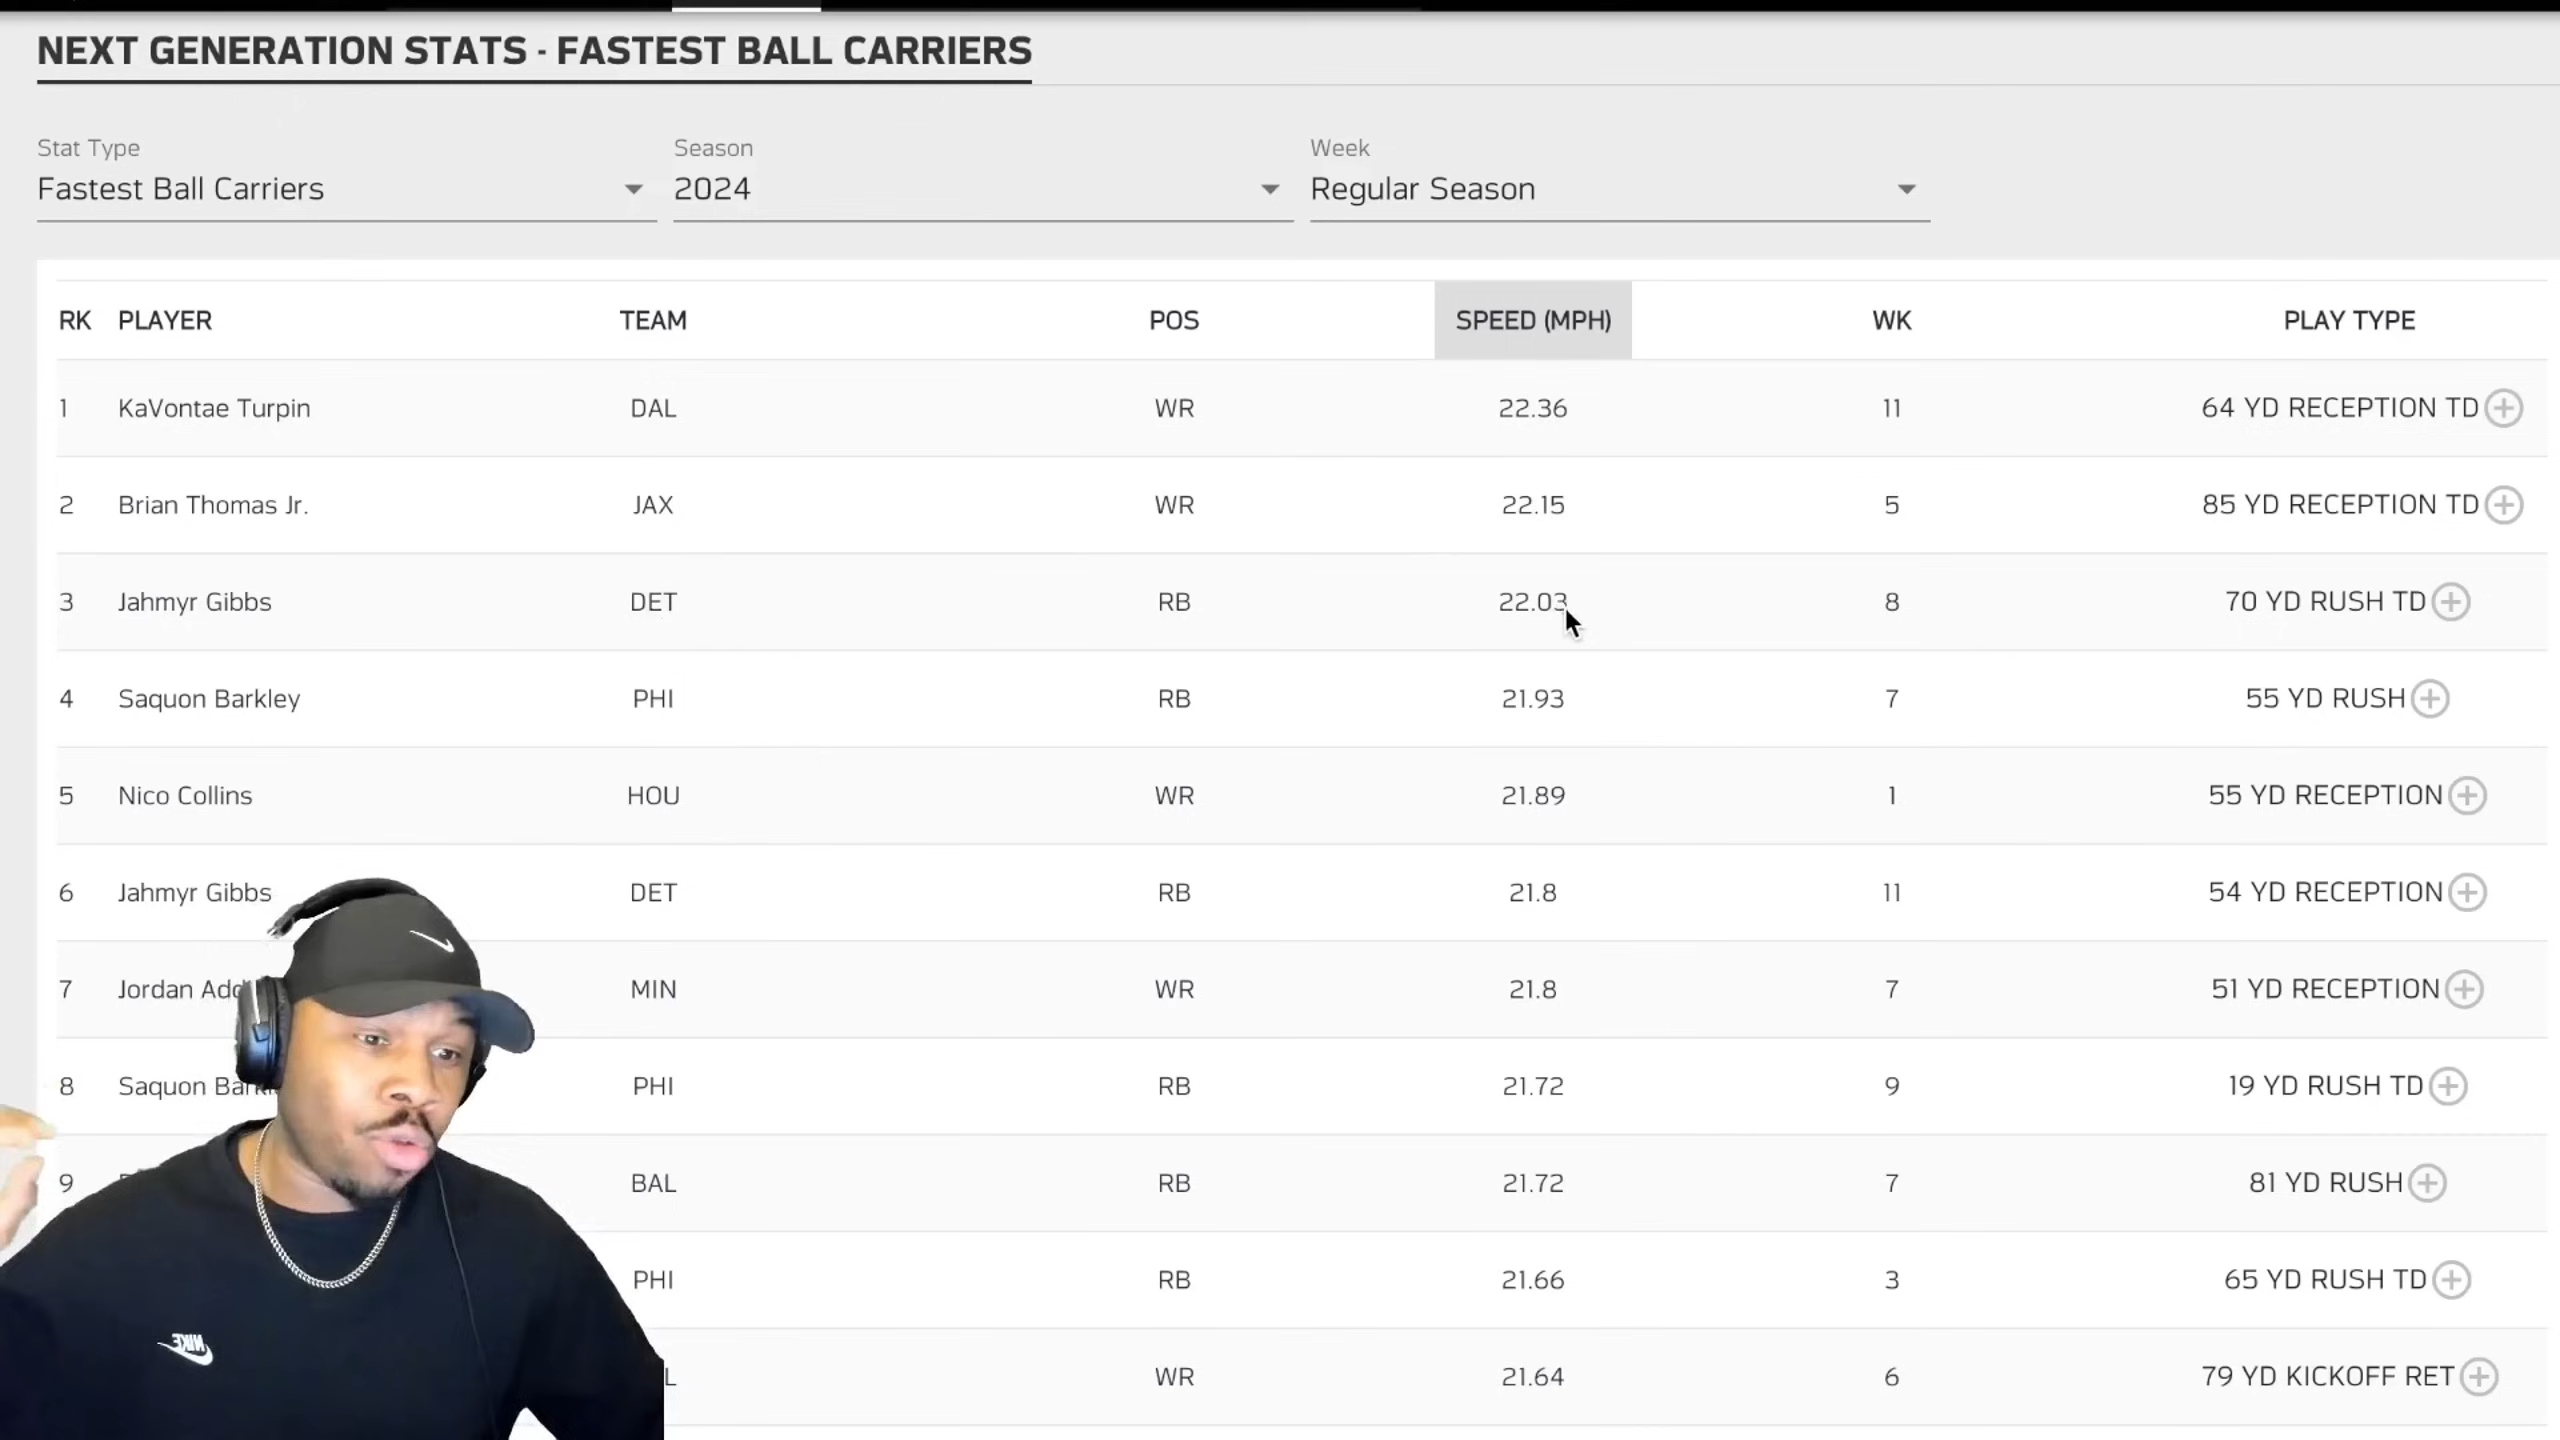 NEXT GENERATION STATS - FASTEST BALL CARRIERS
Stat Type Season Week
Fastest Ball Carriers 2024 Regular Season
RK PLAYER TEAM POS SPEED (MPH) WK PLAY TYPE
1 KaVontae Turpin DAL WR 22.36 11 64 YD RECEPTION TD
2 Brian Thomas Jr. JAX WR 22.15 5 85 YD RECEPTION TD
3 Jahmyr Gibbs DET RB 22.03 8 70 YD RUSH TD
4 Saquon Barkley PHI RB 21.93 7 55 YD RUSH
5 Nico Collins HOU WR 21.89 1 55 YD RECEPTION
6 Jahmyr Gibbs DET RB 21.8 11 54 YD RECEPTION
7 Jordan MIN WR 21.8 7 51 YD RECEPTION
8 Saquon PHI RB 21.72 9 19 YD RUSH TD
9 BAL RB 21.72 7 81 YD RUSH
PHI RB 21.66 3 65 YD RUSH TD
WR 21.64 6 79 YD KICKOFF RET
NIKE